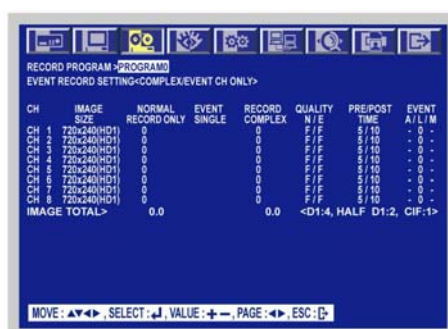 RECORD PROGRAM>PROGRAM0
EVENT RECORD SETTING<COMPLEX/EVENT CH ONLY>
CH IMAGE SIZE NORMAL RECORD ONLY EVENT SINGLE RECORD COMPLEX QUALITY N / E PRE/POST TIME EVENT A / L / M
CH 1 720x240(HD1) 0 0 F / F 5 / 10 - 0 -
CH 2 720x240(HD1) 0 0 F / F 5 / 10 - 0 -
CH 3 720x240(HD1) 0 0 F / F 5 / 10 - 0 -
CH 4 720x240(HD1) 0 0 F / F 5 / 10 - 0 -
CH 5 720x240(HD1) 0 0 F / F 5 / 10 - 0 -
CH 6 720x240(HD1) 0 0 F / F 5 / 10 - 0 -
CH 7 720x240(HD1) 0 0 F / F 5 / 10 - 0 -
CH 8 720x240(HD1) 0 0 F / F 5 / 10 - 0 -
IMAGE TOTAL> 0.0 0.0 <D1:4, HALF D1:2, CIF:1>
MOVE : ▲▼◀▶ , SELECT : ↵ , VALUE : + − , PAGE : ◀▶ , ESC :